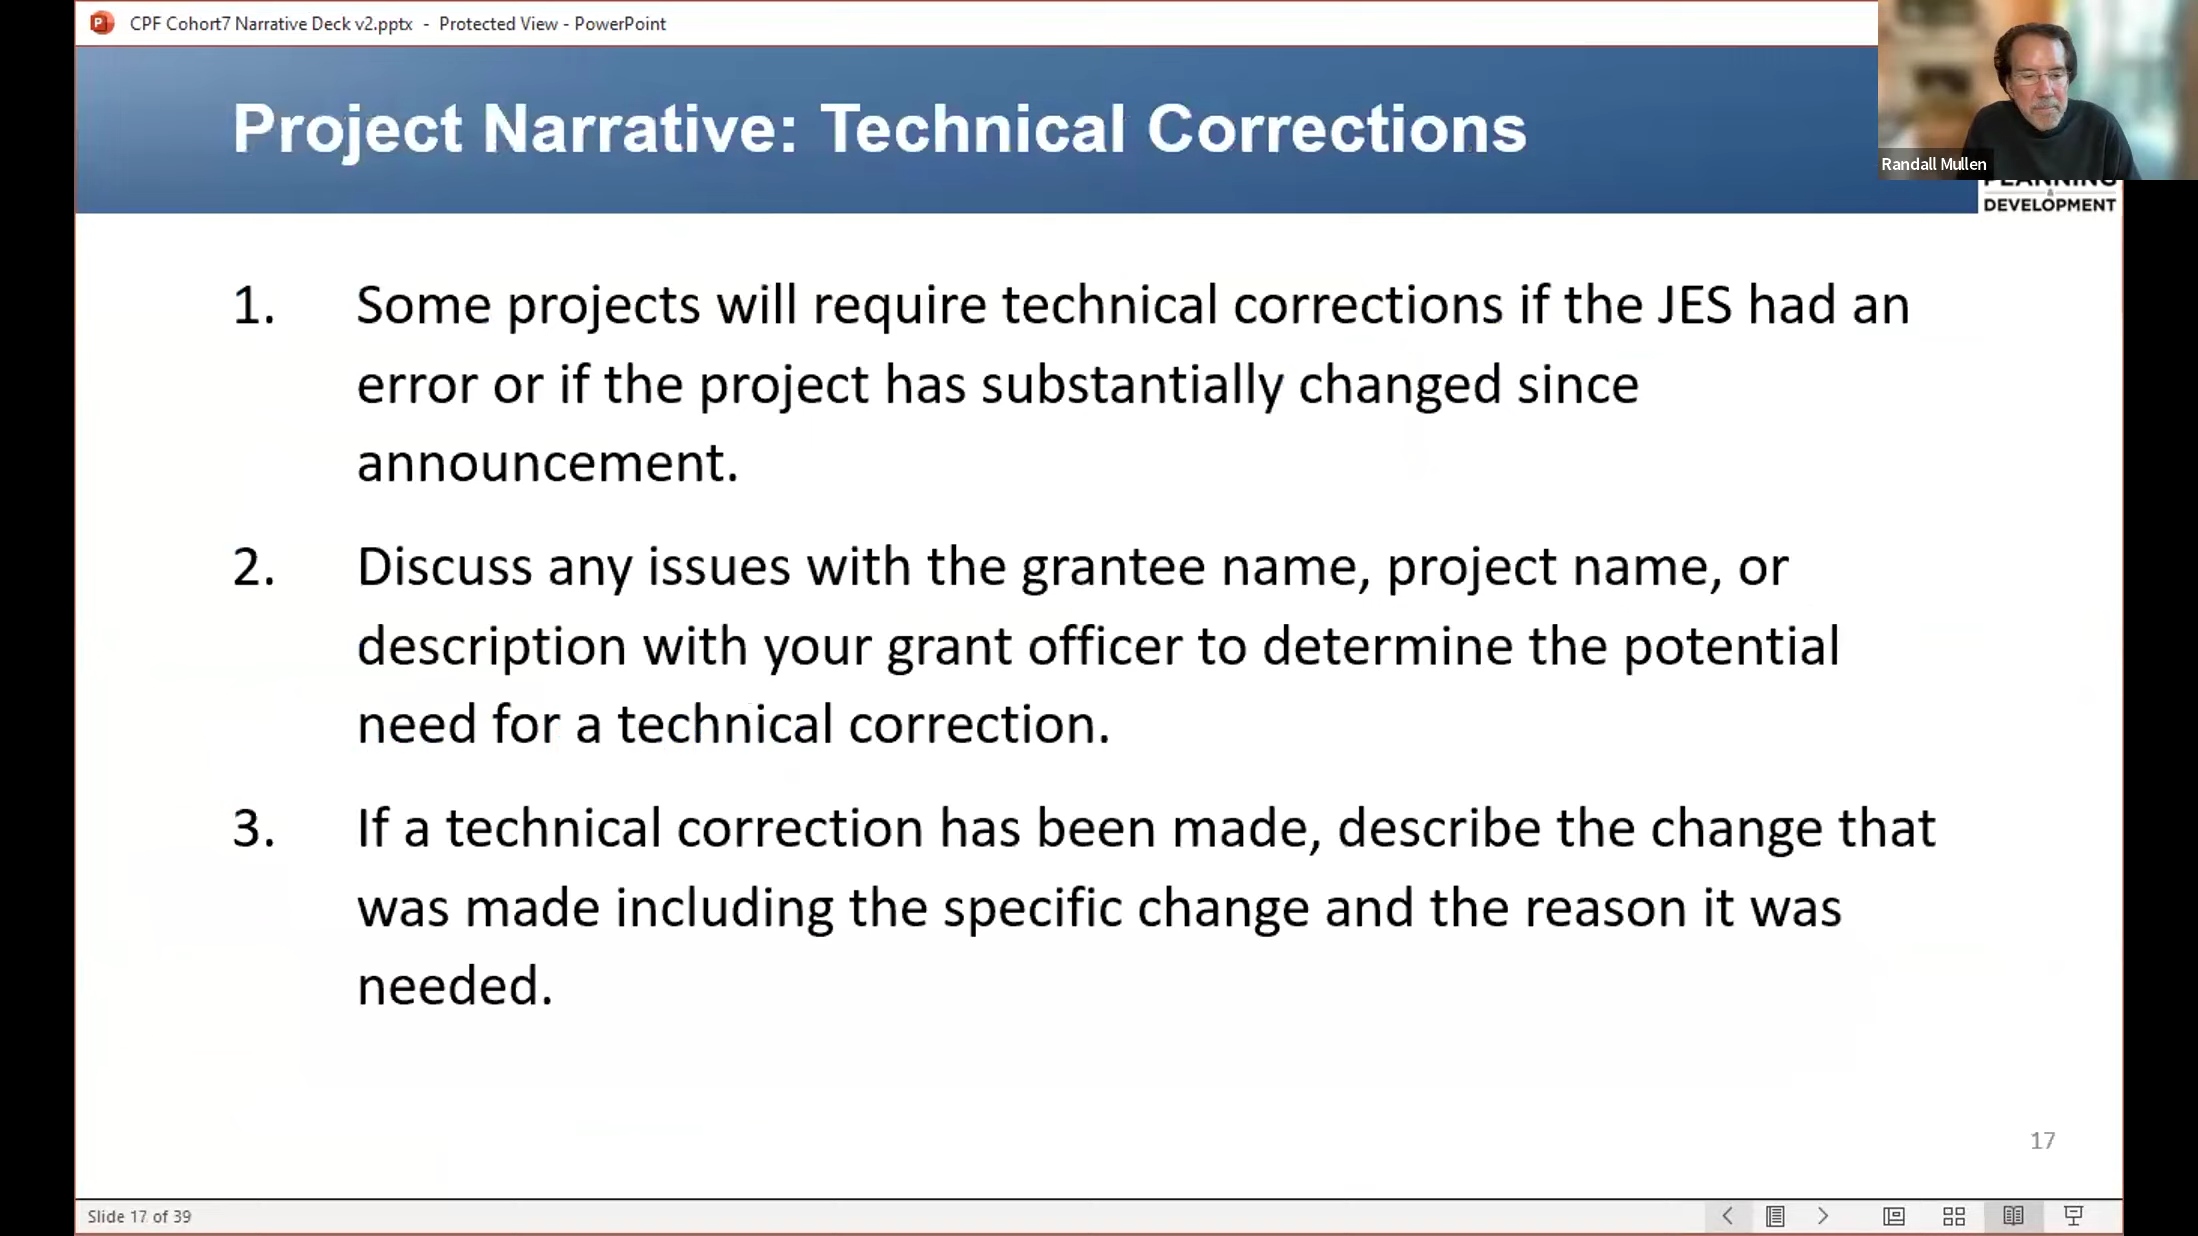 CPF Cohort7 Narrative Deck v2.pptx - Protected View - PowerPoint
Project Narrative: Technical Corrections
Randall Mullen
PLANNING
&
DEVELOPMENT
1. Some projects will require technical corrections if the JES had an
error or if the project has substantially changed since
announcement.
2. Discuss any issues with the grantee name, project name, or
description with your grant officer to determine the potential
need for a technical correction.
3. If a technical correction has been made, describe the change that
was made including the specific change and the reason it was
needed.
17
Slide 17 of 39